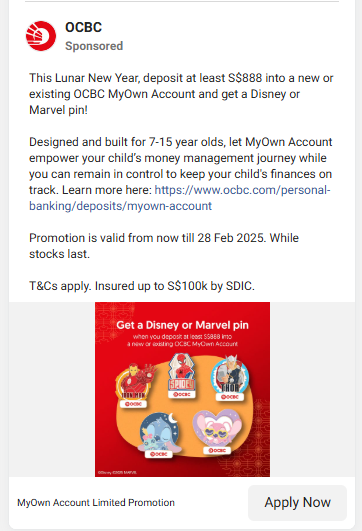 OCBC
Sponsored
This Lunar New Year, deposit at least S$888 into a new or
existing OCBC MyOwn Account and get a Disney or
Marvel pin!
Designed and built for 7-15 year olds, let MyOwn Account
empower your child's money management journey while
you can remain in control to keep your child's finances on
track. Learn more here: https://www.ocbc.com/personal-
banking/deposits/myown-account
Promotion is valid from now till 28 Feb 2025. While
stocks last.
T&Cs apply. Insured up to S$100k by SDIC.
Get a Disney or Marvel pin
when you deposit at least S$888 into
a new or existing OCBC MyOwn Account
IRONMAN
SPIDEY
THOR
OCBC
OCBC
OCBC
OCBC
OCBC
©Disney ©2025 MARVEL
MyOwn Account Limited Promotion
Apply Now